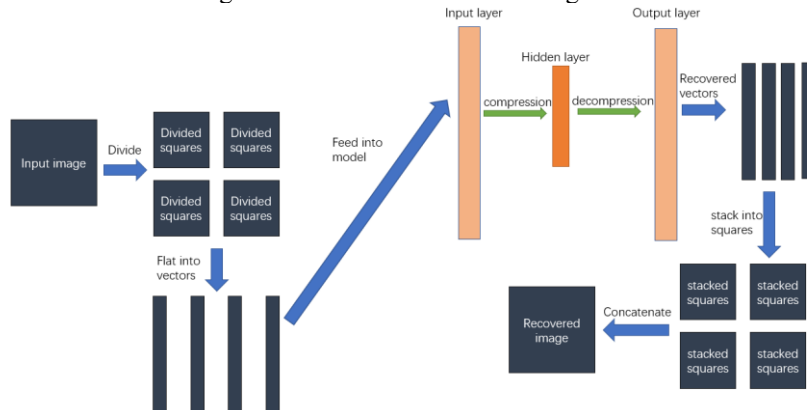 Input layer
Output layer
Hidden layer
compression
decompression
Recovered
vectors
Input image
Divide
Divided
squares
Divided
squares
Divided
squares
Divided
squares
Feed into
model
Flat into
vectors
stack into
squares
stacked
squares
stacked
squares
stacked
squares
stacked
squares
Concatenate
Recovered
image